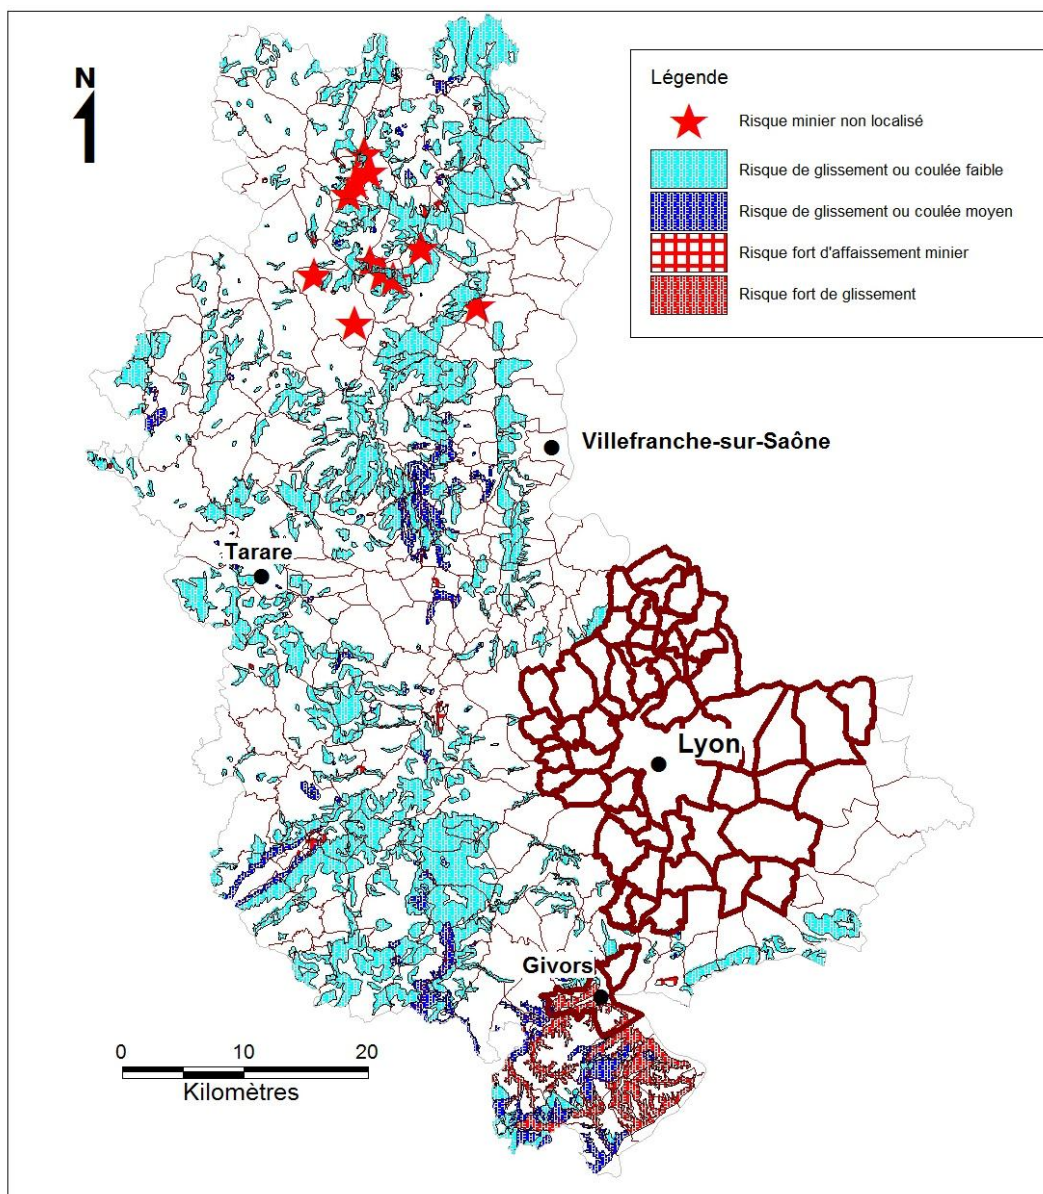 N
Légende
Risque minier non localisé
Risque de glissement ou coulée faible
Risque de glissement ou coulée moyen
Risque fort d'affaissement minier
Risque fort de glissement
Villefranche-sur-Saône
Tarare
Lyon
Givors
0 10 20
Kilomètres